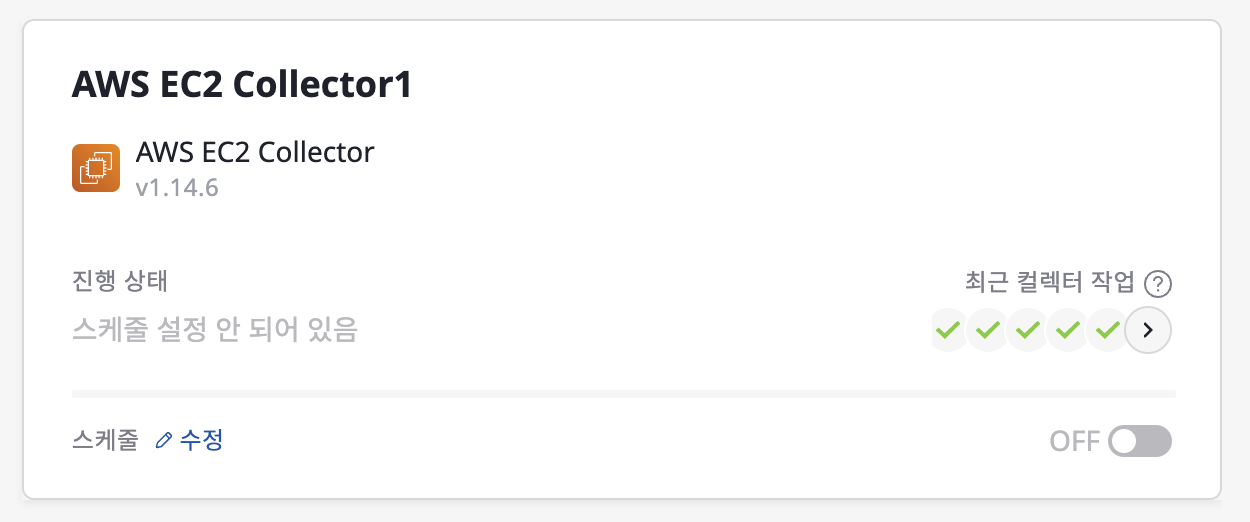 AWS EC2 Collector1
AWS EC2 Collector
v1.14.6
진행 상태
스케줄 설정 안 되어 있음
최근 컬렉터 작업 ?
스케줄 수정
OFF